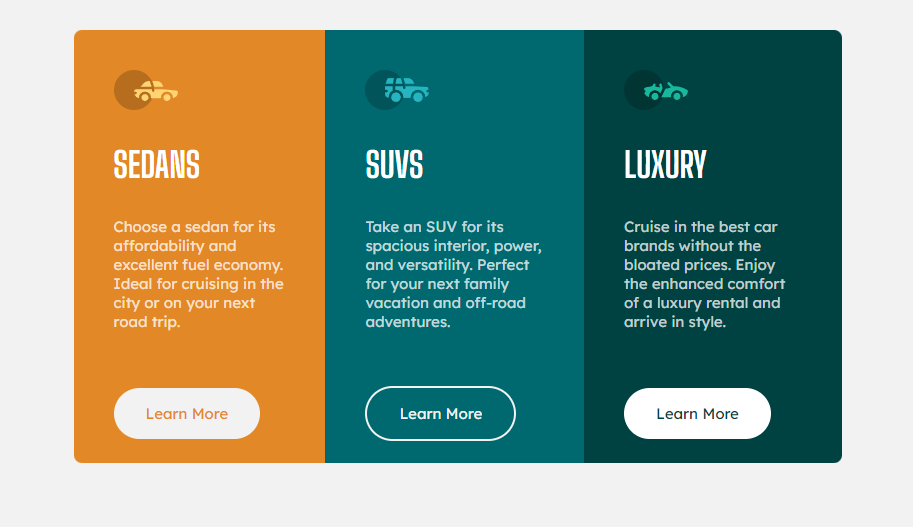 SEDANS
Choose a sedan for its
affordability and
excellent fuel economy.
Ideal for cruising in the
city or on your next
road trip.
Learn More
SUVS
Take an SUV for its
spacious interior, power,
and versatility. Perfect
for your next family
vacation and off-road
adventures.
Learn More
LUXURY
Cruise in the best car
brands without the
bloated prices. Enjoy
the enhanced comfort
of a luxury rental and
arrive in style.
Learn More